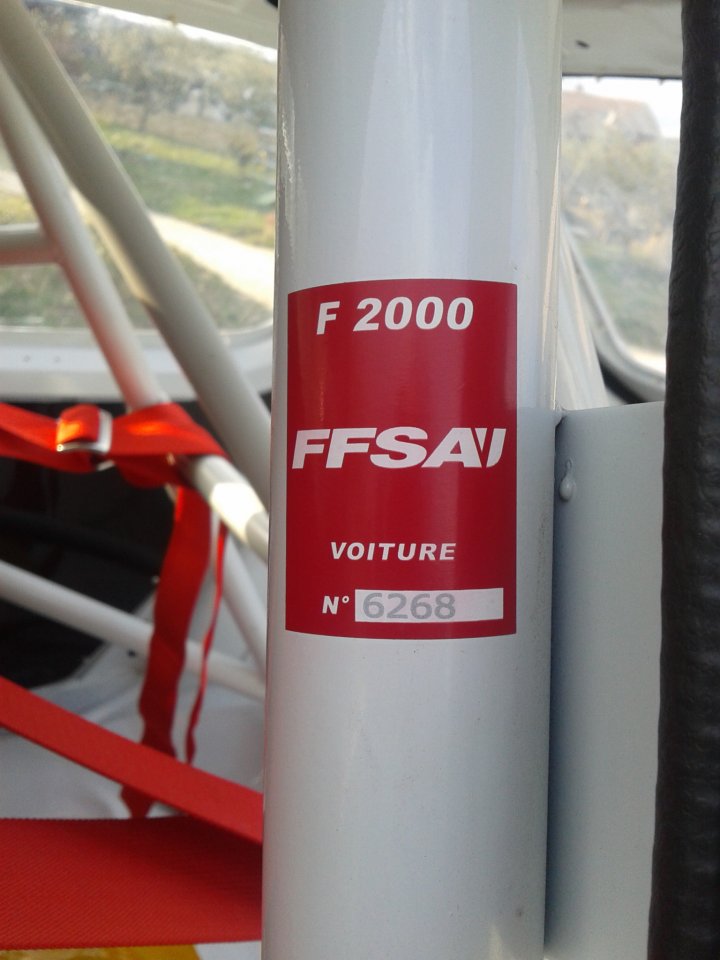 F 2000
FFSA
VOITURE
N° 6268